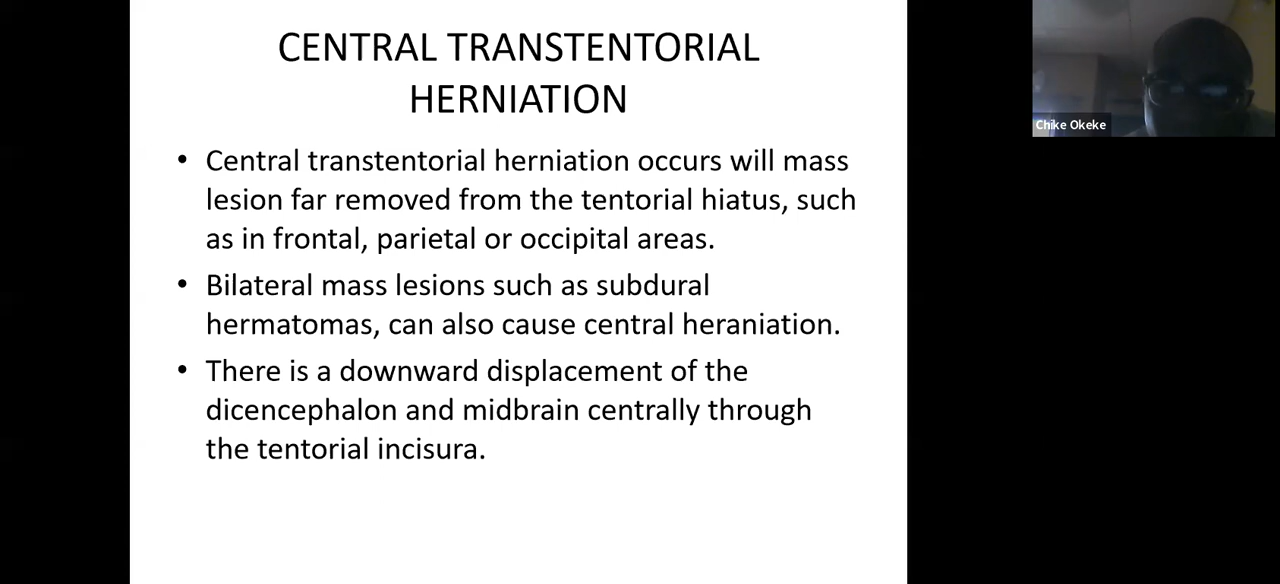 CENTRAL TRANSTENTORIAL
HERNIATION
• Central transtentorial herniation occurs will mass
lesion far removed from the tentorial hiatus, such
as in frontal, parietal or occipital areas.
• Bilateral mass lesions such as subdural
hermatomas, can also cause central heraniation.
• There is a downward displacement of the
dicencephalon and midbrain centrally through
the tentorial incisura.
Chike Okeke